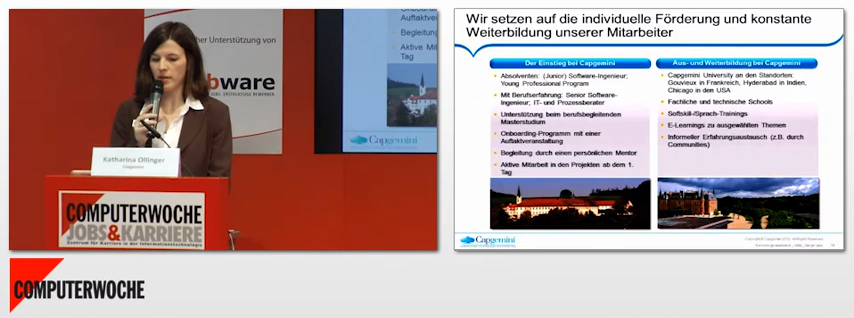 er Unterstützung von
bware
Onboardin
Auftaktver
Begleitung
Aktive Mit
Tag
Capgemini
Katharina Ollinger
Capgemini
COMPUTERWOCHE
JOBS&KARRIERE
Zentrum für Karriere in der Informationstechnologie
COMPUTERWOCHE
Wir setzen auf die individuelle Förderung und konstante
Weiterbildung unserer Mitarbeiter
Der Einstieg bei Capgemini
Absolventen: (Junior) Software-Ingenieur;
Young Professional Programm
Mit Berufserfahrung: Senior Software-
Ingenieur; IT- und Prozessberater
Unterstützung beim berufsbegleitenden
Masterstudium
Onboarding-Programm mit einer
Auftaktveranstaltung
Begleitung durch einen persönlichen Mentor
Aktive Mitarbeit in den Projekten ab dem 1.
Tag
Aus- und Weiterbildung bei Capgemini
Capgemini University an den Standorten:
Gouvieux in Frankreich, Hyderabad in Indien,
Chicago in den USA
Fachliche und technische Schools
Softskill-/Sprach-Trainings
E-Learnings zu ausgewählten Themen
Informeller Erfahrungsaustausch (z.B. durch
Communities)
Capgemini